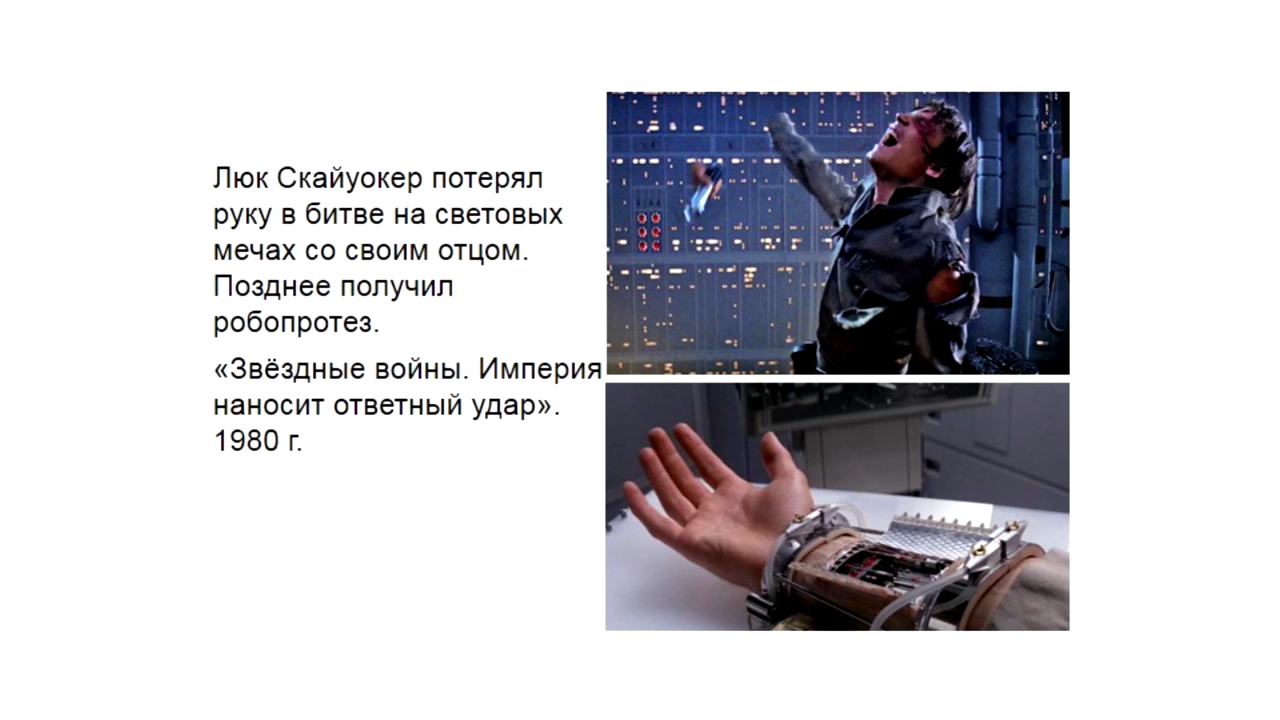 Люк Скайуокер потерял
руку в битве на световых
мечах со своим отцом.
Позднее получил
робопротез.
«Звёздные войны. Империя
наносит ответный удар».
1980 г.